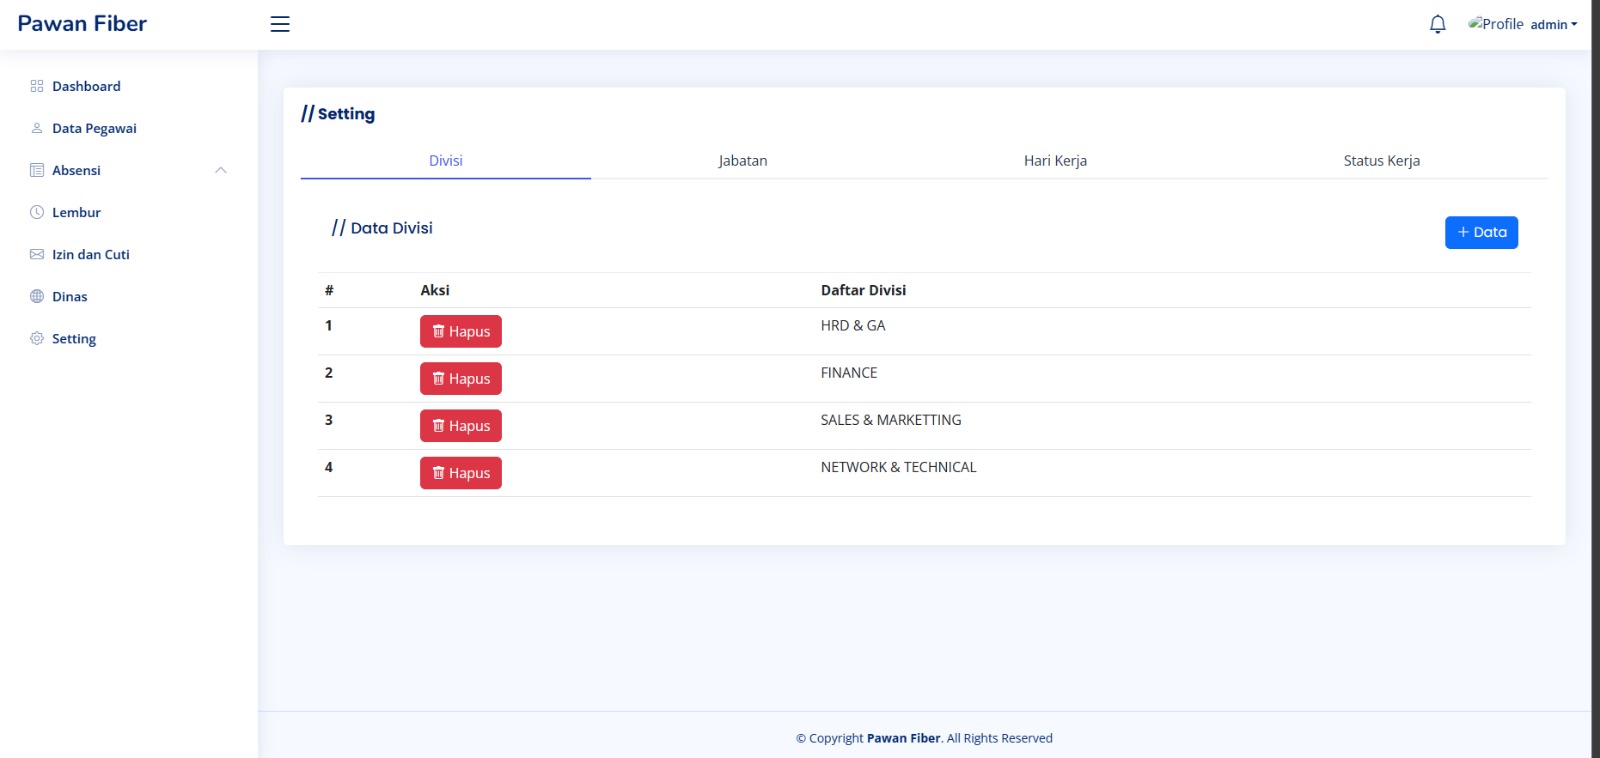 Pawan Fiber
Profile admin
Dashboard
Data Pegawai
Absensi
Lembur
Izin dan Cuti
Dinas
Setting
// Setting
Divisi Jabatan Hari Kerja Status Kerja
// Data Divisi
+ Data
# Aksi Daftar Divisi
1 Hapus HRD & GA
2 Hapus FINANCE
3 Hapus SALES & MARKETTING
4 Hapus NETWORK & TECHNICAL
© Copyright Pawan Fiber. All Rights Reserved